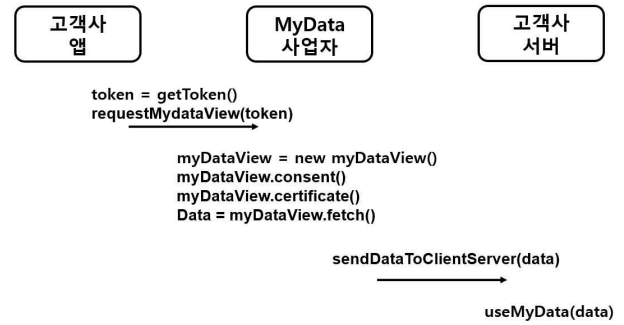 고객사
앱
MyData
사업자
고객사
서버
token = getToken()
requestMydataView(token)
myDataView = new myDataView()
myDataView.consent()
myDataView.certificate()
Data = myDataView.fetch()
sendDataToClientServer(data)
useMyData(data)